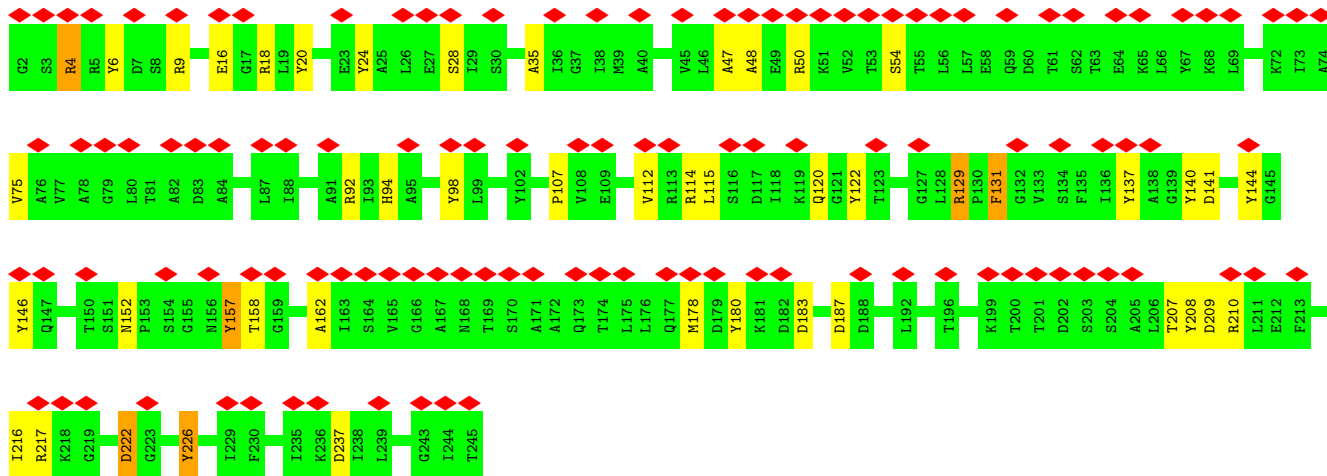 G2 S3 R4 R5 Y6 D7 S8 R9 E16 G17 R18 L19 Y20 E23 Y24 A25 L26 E27 S28 I29 S30 A35 I36 G37 I38 M39 A40 V45 L46 A47 A48 E49 R50 K51 V52 T53 S54 T55 L56 L57 E58 Q59 D60 T61 S62 T63 E64 K65 L66 Y67 K68 L69 K72 I73 A74
V75 A76 V77 A78 G79 L80 T81 A82 D83 A84 L87 I88 A91 R92 I93 H94 A95 Y98 L99 Y102 P107 V108 E109 V112 R113 R114 L115 S116 D117 I118 K119 Q120 G121 Y122 T123 G127 L128 R129 P130 F131 G132 V133 S134 F135 I136 Y137 A138 G139 Y140 D141 Y144 G145
Y146 Q147 T150 S151 N152 P153 S154 G155 N156 Y157 T158 G159 A162 I163 S164 V165 G166 A167 N168 T169 S170 A171 A172 Q173 T174 L175 L176 Q177 M178 D179 Y180 K181 D182 D183 D187 D188 L192 T196 K199 T200 T201 D202 S203 S204 A205 L206 T207 Y208 D209 R210 L211 E212 F213
I216 R217 K218 G219 D222 G223 Y226 I229 F230 I235 K236 D237 I238 L239 G243 I244 T245